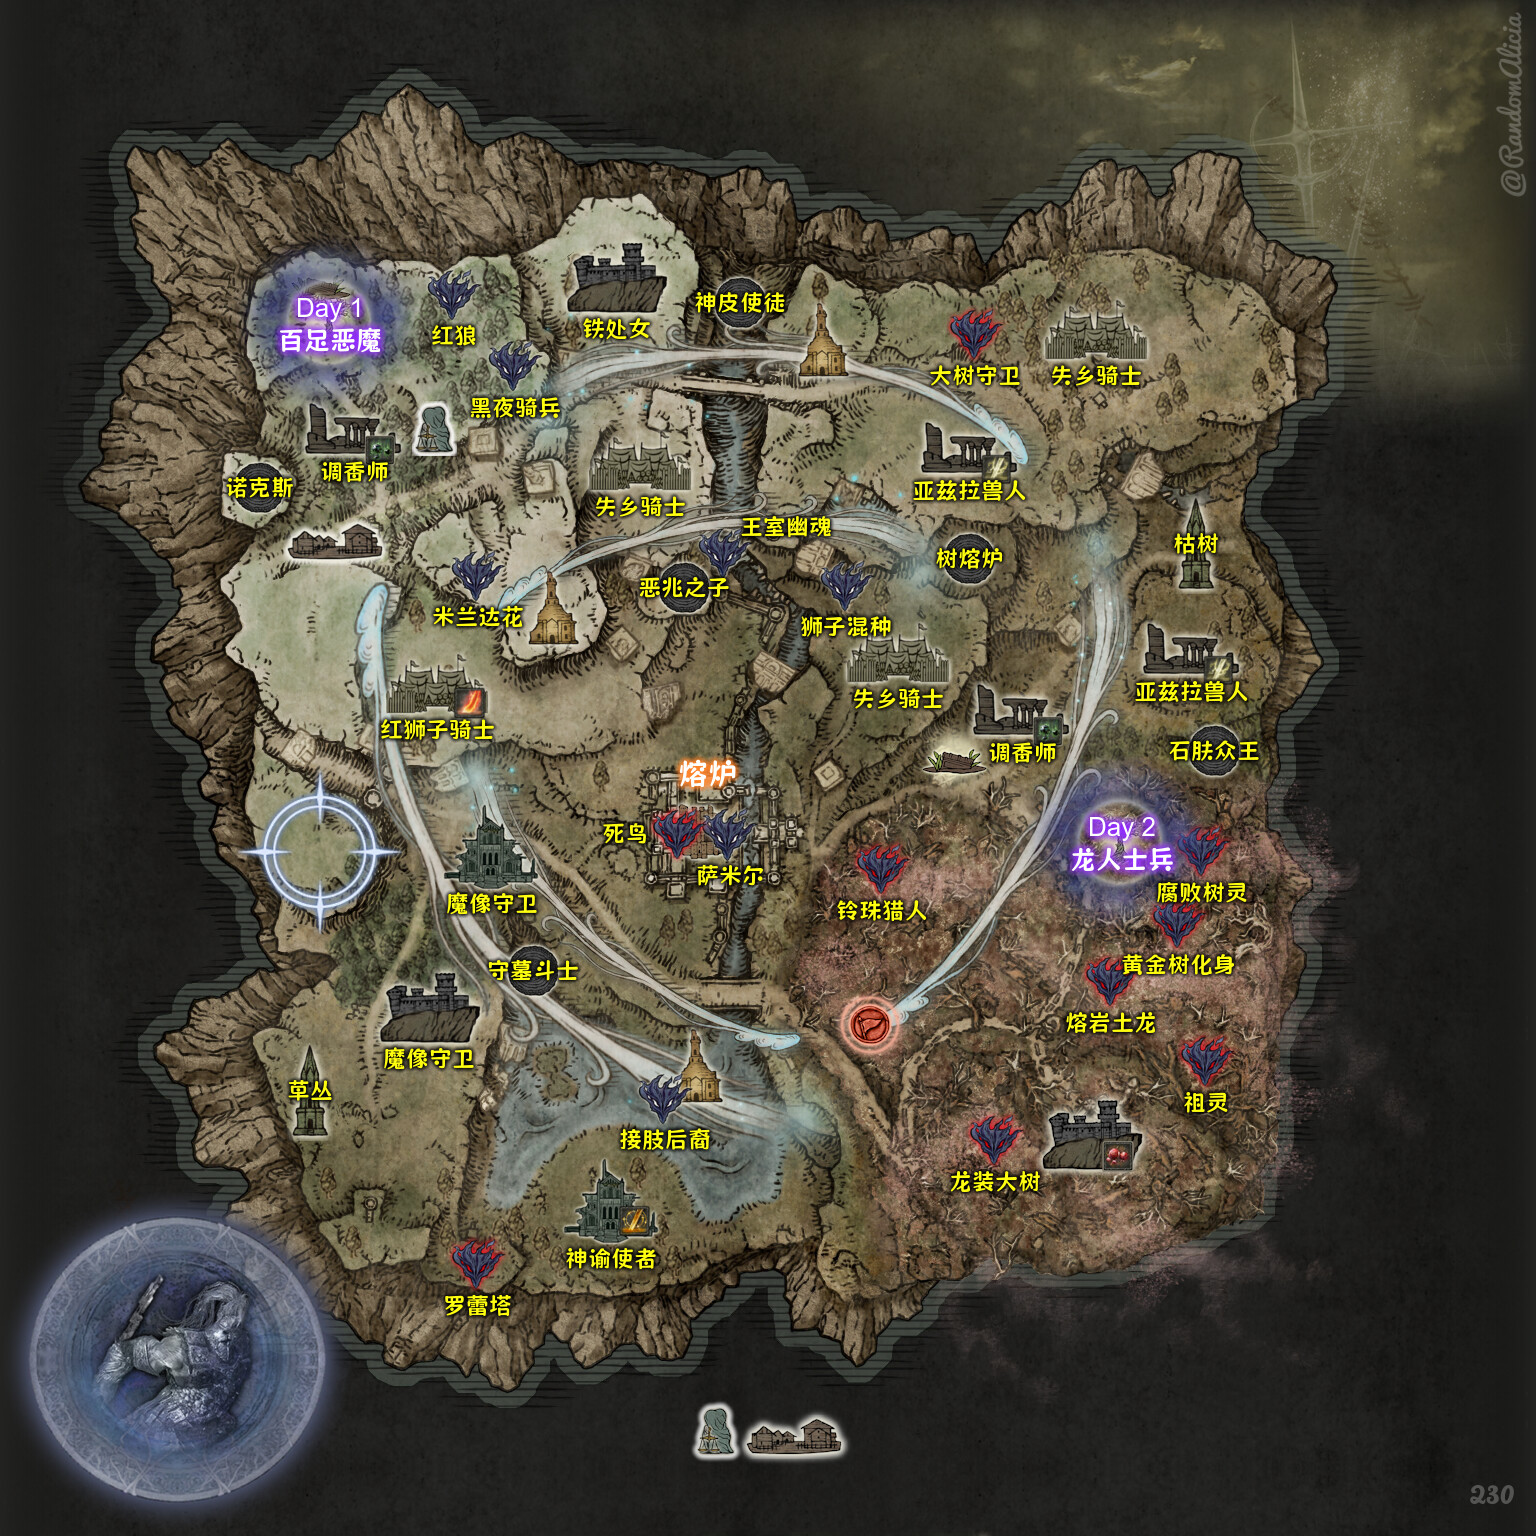 @RandomAlicia
Day 1
百足恶魔
红狼
铁处女
神皮使徒
大树守卫
失乡骑士
黑夜骑兵
调香师
诺克斯
失乡骑士
亚兹拉兽人
王室幽魂
枯树
树熔炉
恶兆之子
米兰达花
狮子混种
失乡骑士
亚兹拉兽人
红狮子骑士
调香师
石肤众王
熔炉
死鸟
萨米尔
Day 2
龙人士兵
腐败树灵
魔像守卫
铃珠猎人
守墓斗士
黄金树化身
熔岩土龙
魔像守卫
草丛
祖灵
接肢后裔
龙装大树
神谕使者
罗蕾塔
230